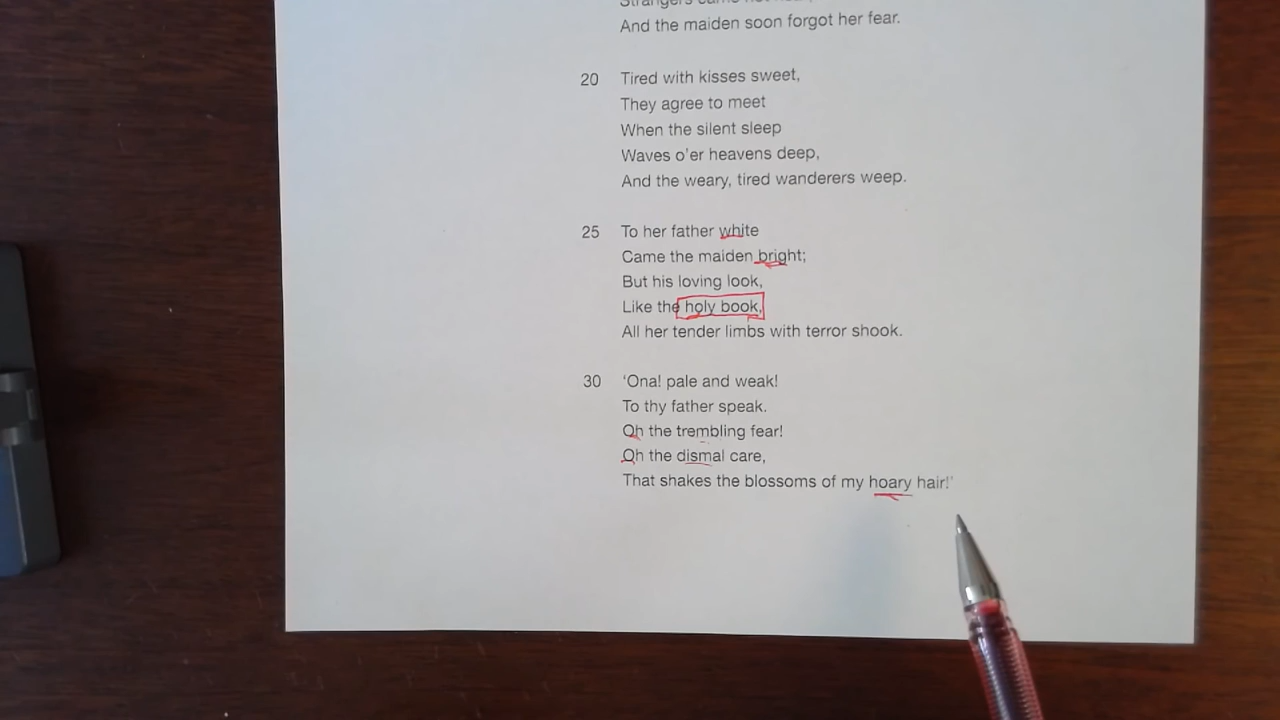 And the maiden soon forgot her fear.
20 Tired with kisses sweet,
They agree to meet
When the silent sleep
Waves o'er heavens deep,
And the weary, tired wanderers weep.
25 To her father white
Came the maiden bright;
But his loving look,
Like the holy book,
All her tender limbs with terror shook.
30 ‘Ona! pale and weak!
To thy father speak.
Oh the trembling fear!
Oh the dismal care,
That shakes the blossoms of my hoary hair!’